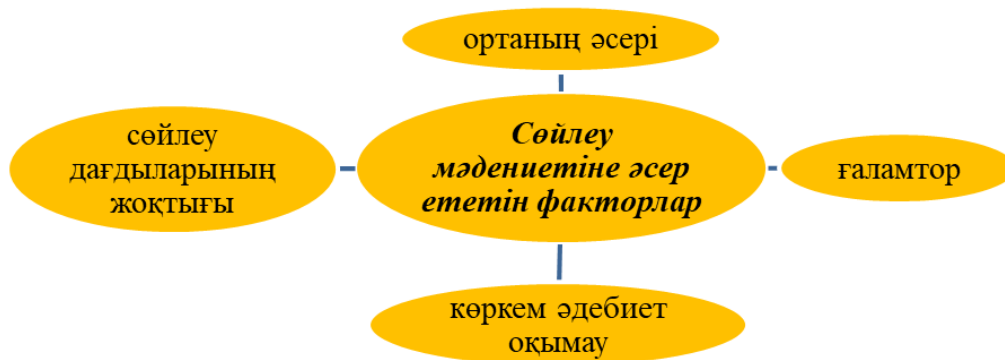 ортаның әсері
сөйлеу
дағдыларының
жоқтығы
Сөйлеу
мәдениетіне әсер
ететін факторлар
ғаламтор
көркем әдебиет
оқымау